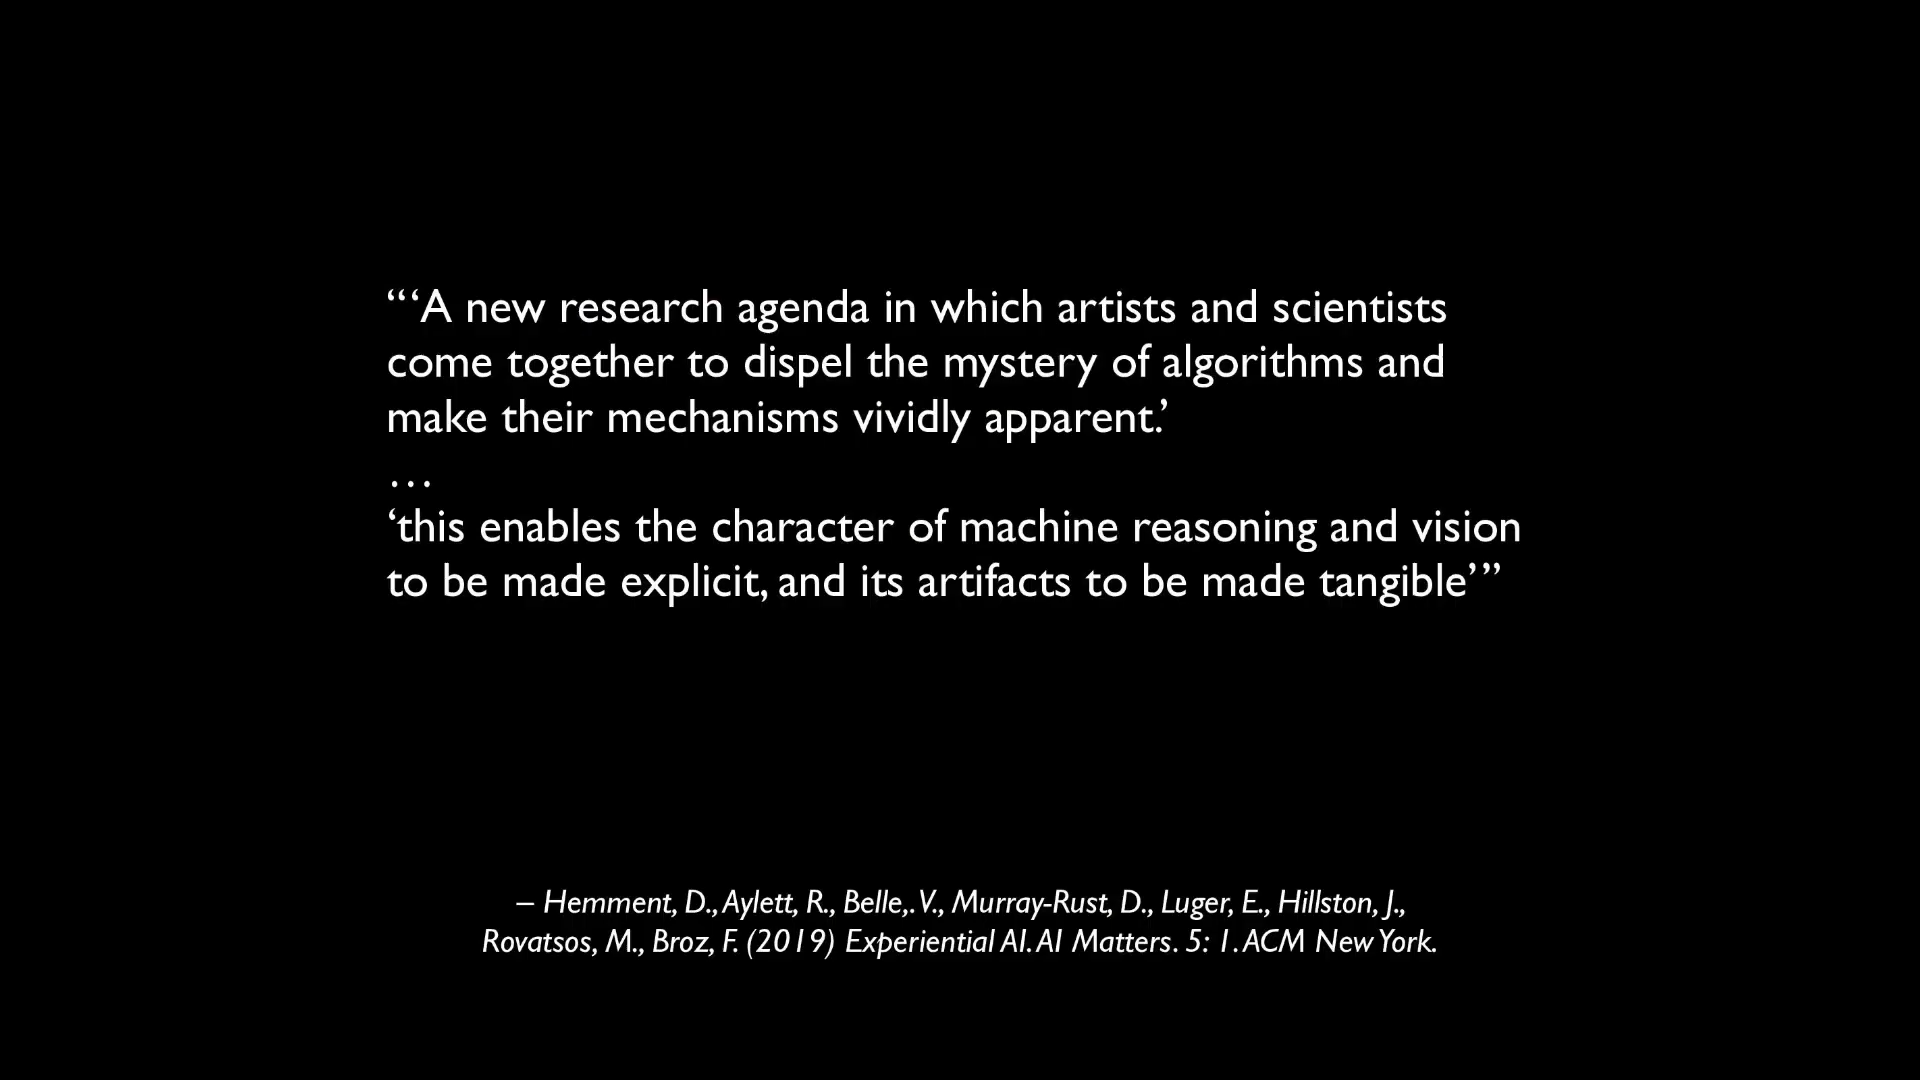 “‘A new research agenda in which artists and scientists
come together to dispel the mystery of algorithms and
make their mechanisms vividly apparent.’
…
‘this enables the character of machine reasoning and vision
to be made explicit, and its artifacts to be made tangible’”
– Hemment, D., Aylett, R., Belle,. V., Murray-Rust, D., Luger, E., Hillston, J.,
Rovatsos, M., Broz, F. (2019) Experiential AI. AI Matters. 5: 1. ACM New York.